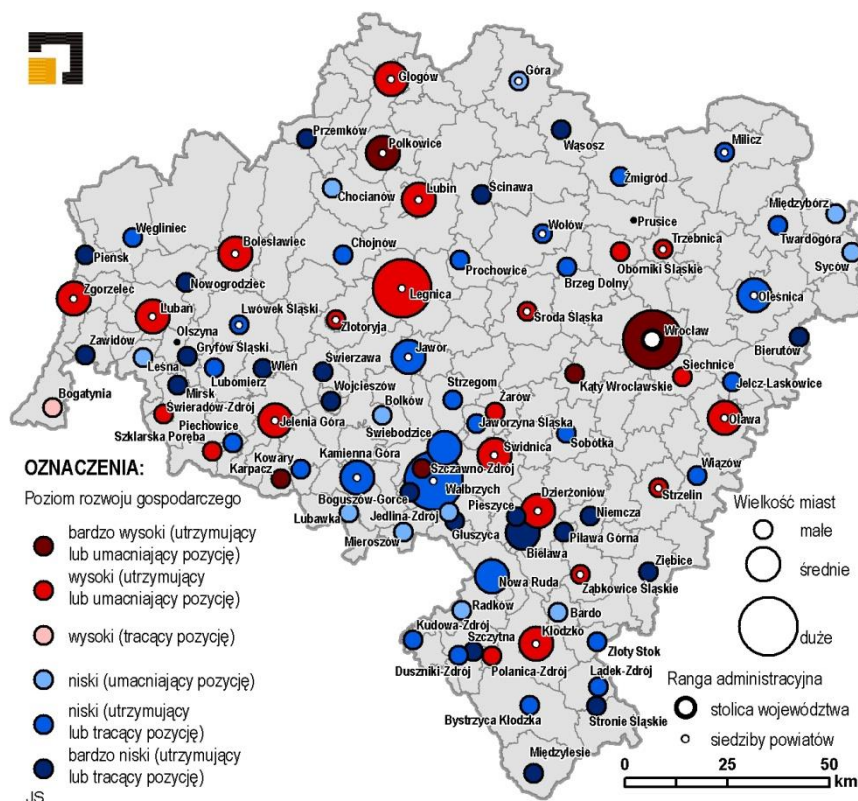 Głogów
Góra
Przemków
Polkowice
Wąsosz
Milicz
Żmigród
Chocianów
Lubin
Ścinawa
Międzybórz
Prusice
Twardogóra
Węgliniec
Wołów
Trzebnica
Syców
Pieńsk
Bolesławiec
Chojnów
Prochowice
Oborniki Śląskie
Brzeg Dolny
Nowogrodziec
Oleśnica
Zgorzelec
Legnica
Lubań
Lwówek Śląski
Złotoryja
Środa Śląska
Wrocław
Olszyna
Zawidów
Gryfów Śląski
Jawor
Bierutów
Leśna
Wleń
Świerzawa
Siechnice
Lubomierz
Kąty Wrocławskie
Jelcz-Laskowice
Mirsk
Wojcieszów
Strzegom
Bogatynia
Bolków
Żarów
Świeradów-Zdrój
Oława
Piechowice
Jelenia Góra
Jaworzyna Śląska
Świebodzice
Szklarska Poręba
Sobótka
Kamienna Góra
Świdnica
Kowary
Karpacz
Szczawno-Zdrój
Wiązów
Wałbrzych
Strzelin
Boguszów-Gorce
Dzierżoniów
Jedlina-Zdrój
Pieszyce
Niemcza
Lubawka
Głuszyca
Piława Górna
Mieroszów
Bielawa
Ziębice
Nowa Ruda
Ząbkowice Śląskie
Radków
Bardo
Kudowa-Zdrój
Kłodzko
Szczytna
Złoty Stok
Duszniki-Zdrój
Polanica-Zdrój
Lądek-Zdrój
Bystrzyca Kłodzka
Stronie Śląskie
Międzylesie
OZNACZENIA:
Poziom rozwoju gospodarczego
bardzo wysoki (utrzymujący
lub umacniający pozycję)
wysoki (utrzymujący
lub umacniający pozycję)
wysoki (tracący pozycję)
niski (umacniający pozycję)
niski (utrzymujący
lub tracący pozycję)
bardzo niski (utrzymujący
lub tracący pozycję)
JS
Wielkość miast
małe
średnie
duże
Ranga administracyjna
stolica województwa
siedziby powiatów
0 25 50
km